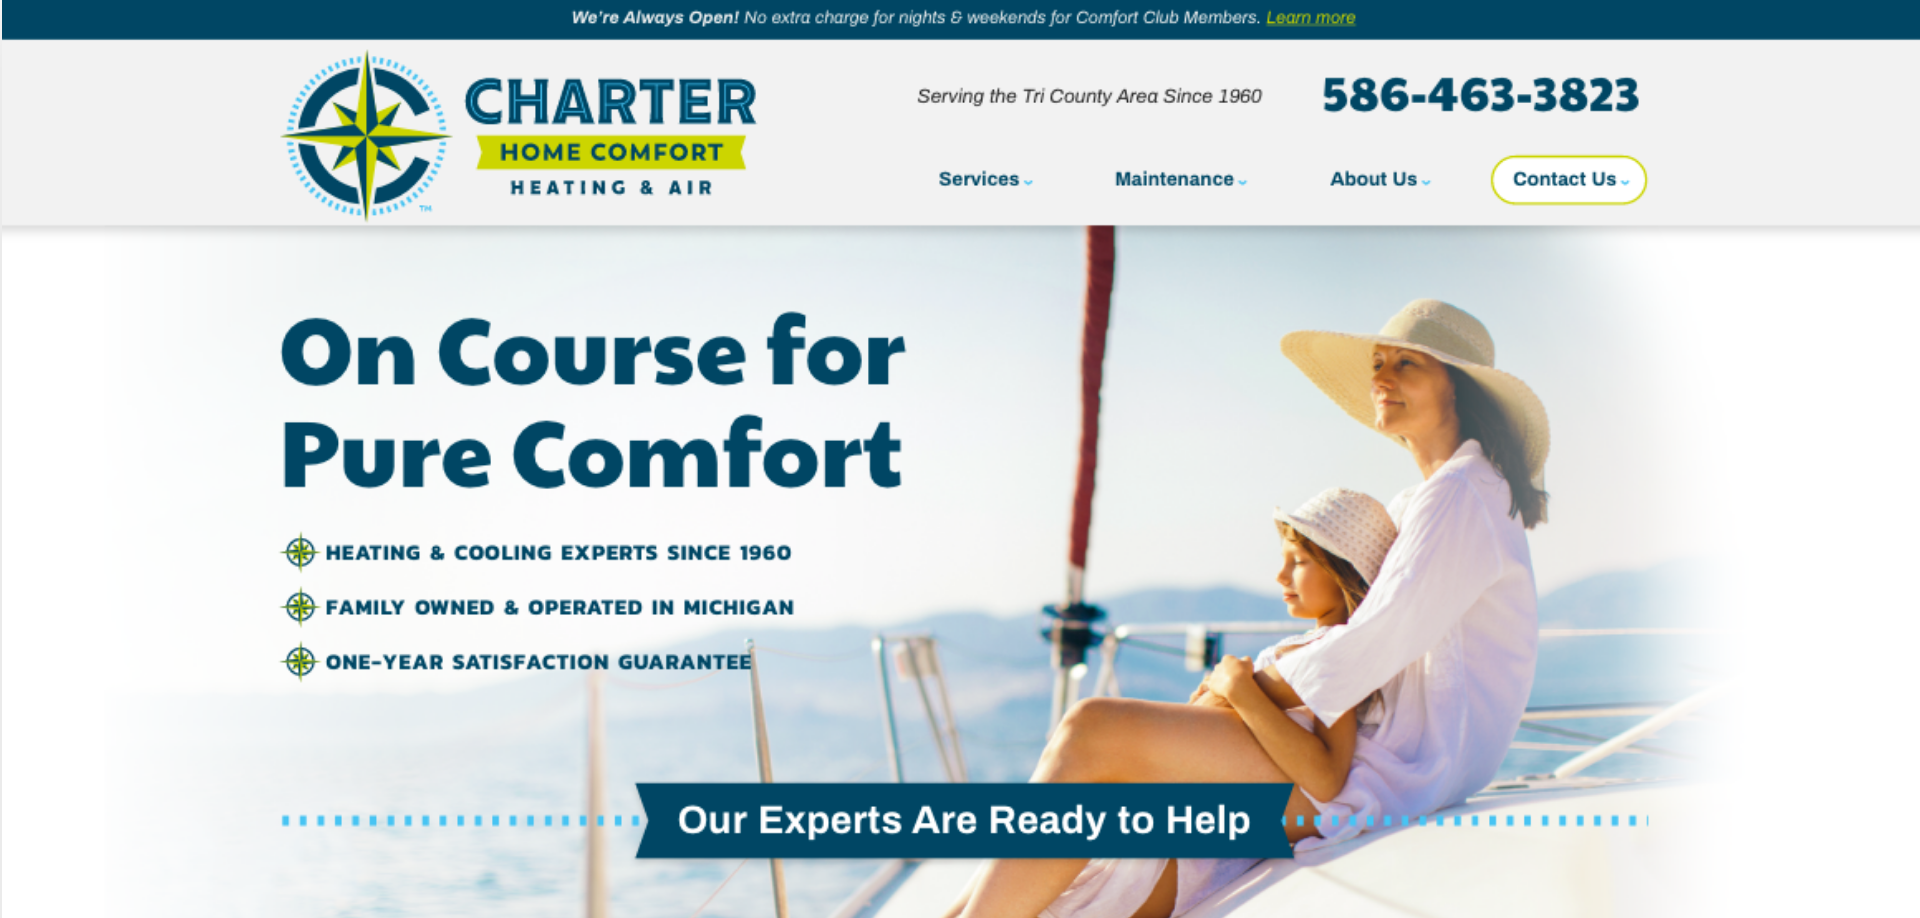 We're Always Open! No extra charge for nights & weekends for Comfort Club Members. Learn more
CHARTER
HOME COMFORT
HEATING & AIR
TM
Serving the Tri County Area Since 1960
586-463-3823
Services
Maintenance
About Us
Contact Us
On Course for
Pure Comfort
HEATING & COOLING EXPERTS SINCE 1960
FAMILY OWNED & OPERATED IN MICHIGAN
ONE-YEAR SATISFACTION GUARANTEE
Our Experts Are Ready to Help